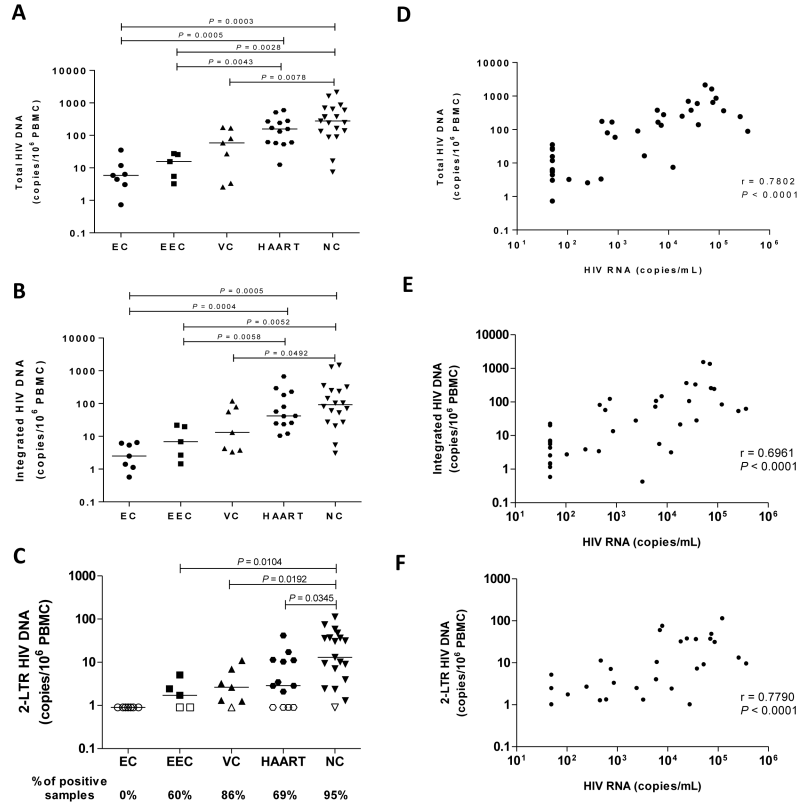 A
P = 0.0003
P = 0.0005
P = 0.0028
P = 0.0043
P = 0.0078
Total HIV DNA
(copies/10⁶ PBMC)
10000
1000
100
10
1
0.1
EC EEC VC HAART NC
D
Total HIV DNA
(copies/10⁶ PBMC)
10000
1000
100
10
1
0.1
r = 0.7802
P < 0.0001
10¹ 10² 10³ 10⁴ 10⁵ 10⁶
HIV RNA (copies/mL)
B
P = 0.0005
P = 0.0004
P = 0.0052
P = 0.0058
P = 0.0492
Integrated HIV DNA
(copies/10⁶ PBMC)
10000
1000
100
10
1
0.1
EC EEC VC HAART NC
E
Integrated HIV DNA
(copies/10⁶ PBMC)
10000
1000
100
10
1
0.1
r = 0.6961
P < 0.0001
10¹ 10² 10³ 10⁴ 10⁵ 10⁶
HIV RNA (copies/mL)
C
P = 0.0104
P = 0.0192
P = 0.0345
2-LTR HIV DNA
(copies/10⁶ PBMC)
1000
100
10
1
0.1
EC EEC VC HAART NC
% of positive
samples 0% 60% 86% 69% 95%
F
2-LTR HIV DNA
(copies/10⁶ PBMC)
1000
100
10
1
0.1
r = 0.7790
P < 0.0001
10¹ 10² 10³ 10⁴ 10⁵ 10⁶
HIV RNA (copies/mL)